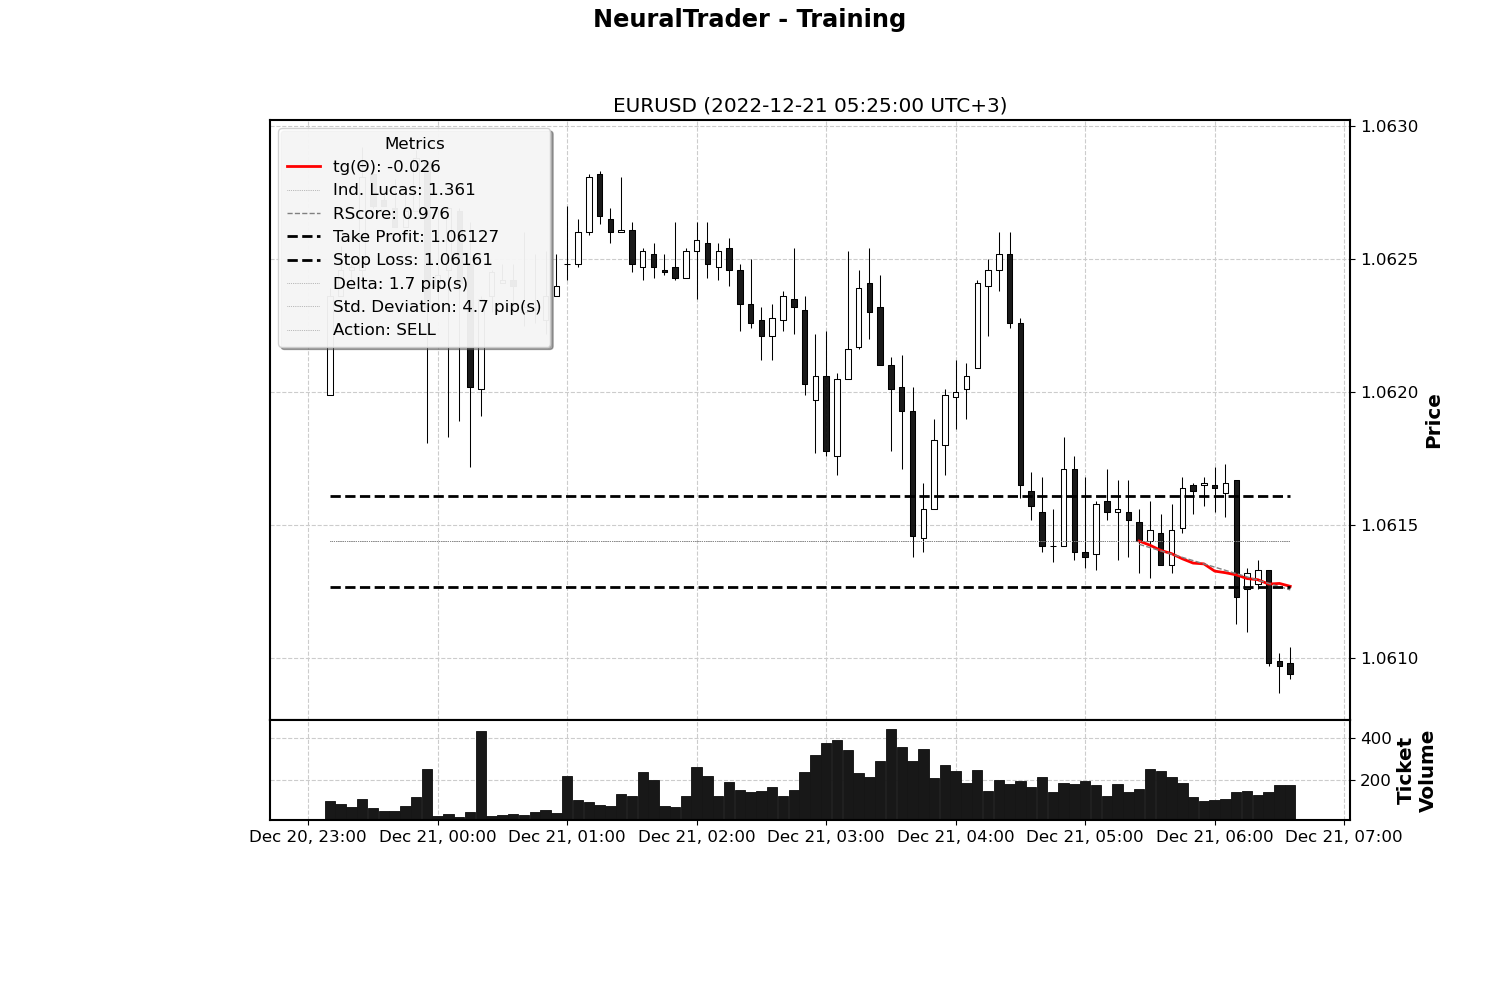 NeuralTrader - Training
EURUSD (2022-12-21 05:25:00 UTC+3)
Metrics
tg(Θ): -0.026
Ind. Lucas: 1.361
RScore: 0.976
Take Profit: 1.06127
Stop Loss: 1.06161
Delta: 1.7 pip(s)
Std. Deviation: 4.7 pip(s)
Action: SELL
1.0630
1.0625
1.0620
1.0615
1.0610
Price
400
200
Ticket
Volume
Dec 20, 23:00
Dec 21, 00:00
Dec 21, 01:00
Dec 21, 02:00
Dec 21, 03:00
Dec 21, 04:00
Dec 21, 05:00
Dec 21, 06:00
Dec 21, 07:00